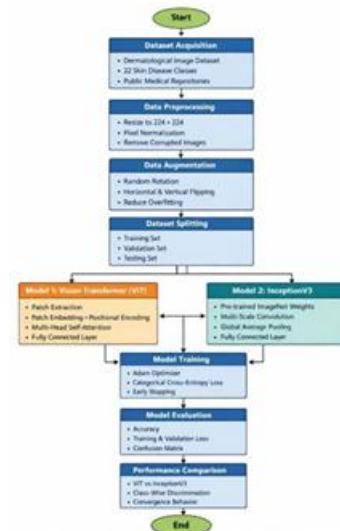 Start
Dataset Acquisition
• Dermatological Image Dataset
• 22 Skin Disease Classes
• Public Medical Repositories
Data Preprocessing
• Resize to 224 × 224
• Pixel Normalization
• Remove Corrupted Images
Data Augmentation
• Random Rotation
• Horizontal & Vertical Flipping
• Reduce Overfitting
Dataset Splitting
• Training Set
• Validation Set
• Testing Set
Model 1: Vision Transformer (ViT)
• Patch Extraction
• Patch Embedding + Positional Encoding
• Multi-Head Self-Attention
• Fully Connected Layer
Model 2: InceptionV3
• Pre-trained ImageNet Weights
• Multi-Scale Convolution
• Global Average Pooling
• Fully Connected Layer
Model Training
• Adam Optimizer
• Categorical Cross-Entropy Loss
• Early Stopping
Model Evaluation
• Accuracy
• Training & Validation Loss
• Confusion Matrix
Performance Comparison
• ViT vs InceptionV3
• Class-Wise Discrimination
• Convergence Behavior
End